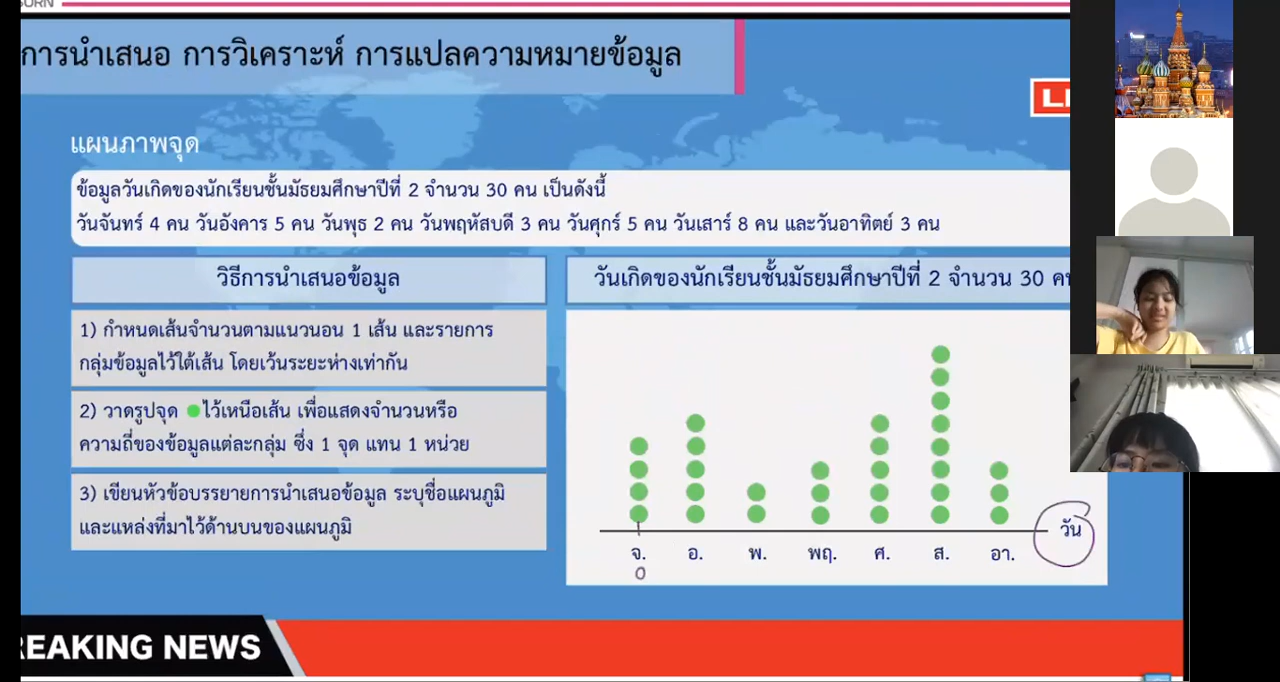 การนำเสนอ การวิเคราะห์ การแปลความหมายข้อมูล
แผนภาพจุด
ข้อมูลวันเกิดของนักเรียนชั้นมัธยมศึกษาปีที่ 2 จำนวน 30 คน เป็นดังนี้
วันจันทร์ 4 คน วันอังคาร 5 คน วันพุธ 2 คน วันพฤหัสบดี 3 คน วันศุกร์ 5 คน วันเสาร์ 8 คน และวันอาทิตย์ 3 คน
วิธีการนำเสนอข้อมูล
1) กำหนดเส้นจำนวนตามแนวนอน 1 เส้น และรายการ
กลุ่มข้อมูลไว้ใต้เส้น โดยเว้นระยะห่างเท่ากัน
2) วาดรูปจุด ไว้เหนือเส้น เพื่อแสดงจำนวนหรือ
ความถี่ของข้อมูลแต่ละกลุ่ม ซึ่ง 1 จุด แทน 1 หน่วย
3) เขียนหัวข้อบรรยายการนำเสนอข้อมูล ระบุชื่อแผนภูมิ
และแหล่งที่มาไว้ด้านบนของแผนภูมิ
วันเกิดของนักเรียนชั้นมัธยมศึกษาปีที่ 2 จำนวน 30 ค
จ. อ. พ. พฤ. ศ. ส. อา. วัน
0
REAKING NEWS